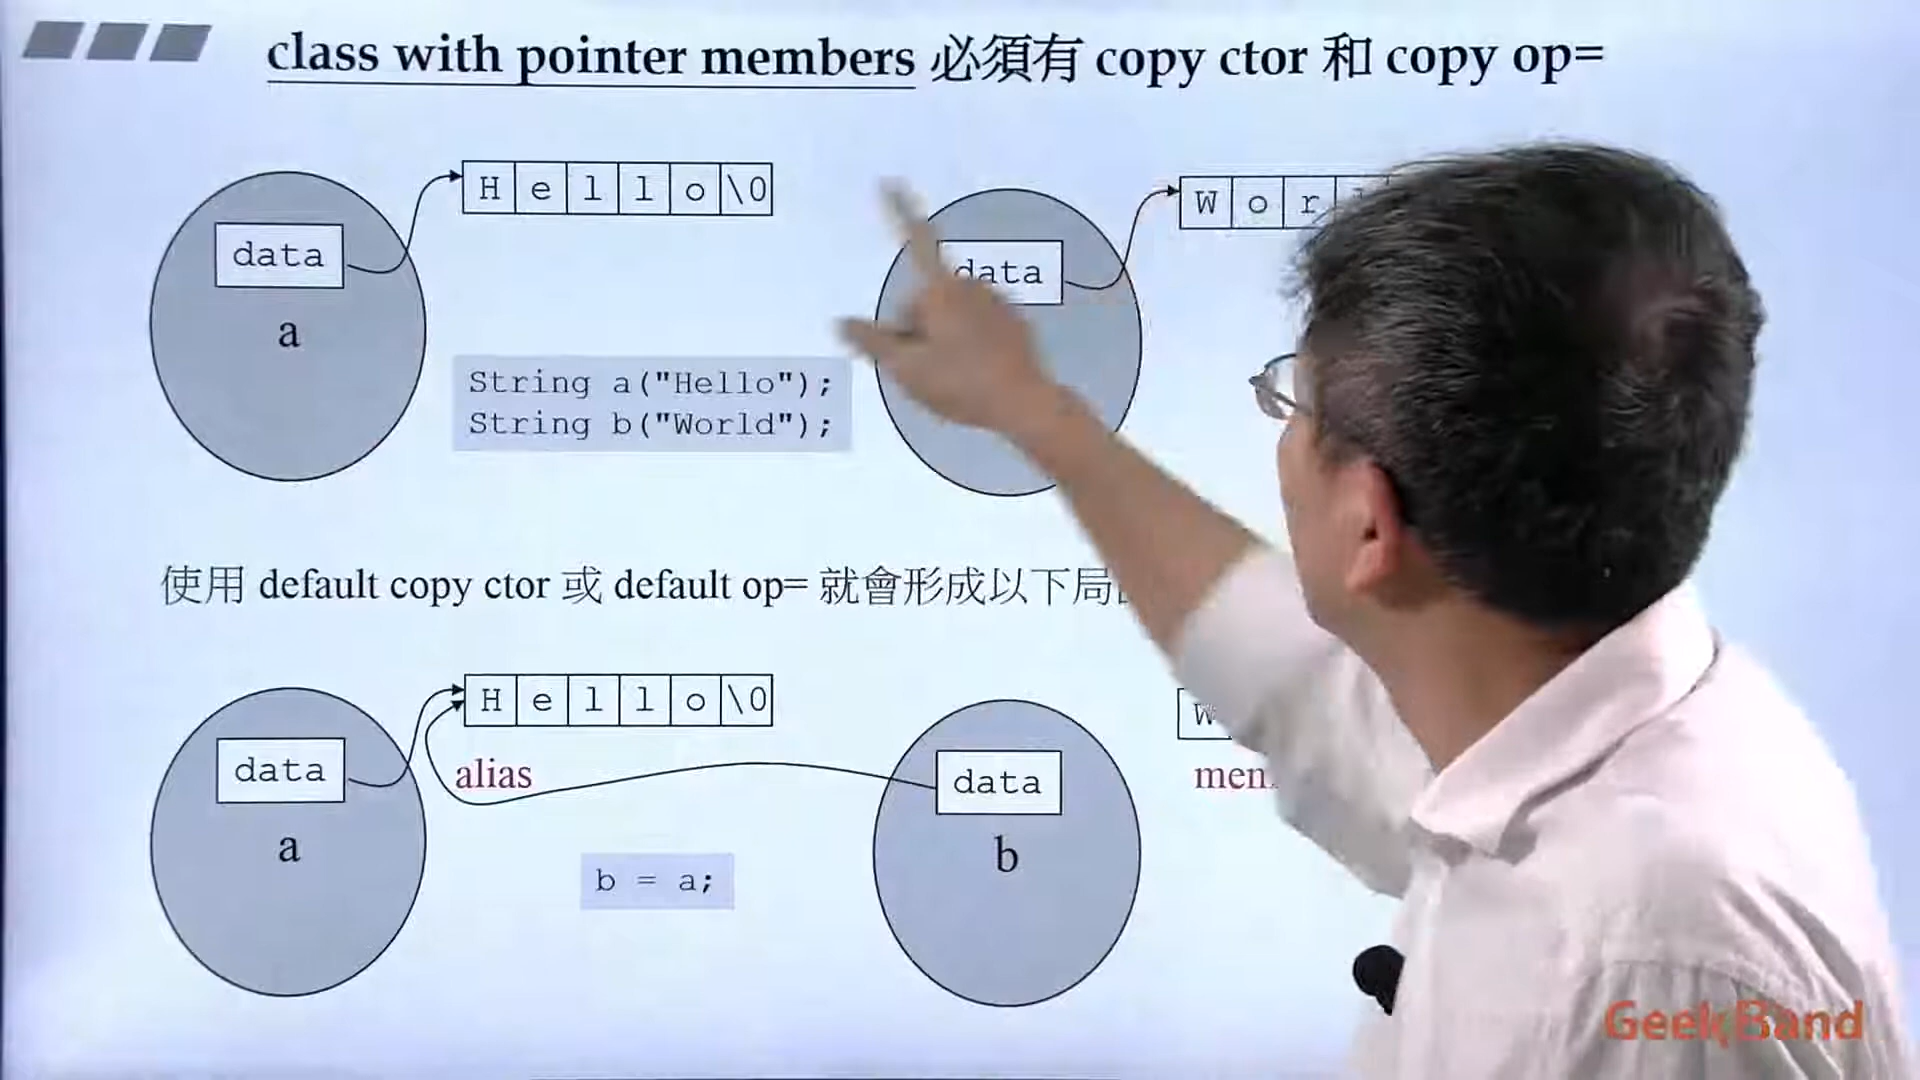 class with pointer members 必須有 copy ctor 和 copy op=
H e l l o \0
W o r
data
data
a
String a("Hello");
String b("World");
使用 default copy ctor 或 default op= 就會形成以下局
H e l l o \0
W
data
data
alias
a
b
b = a;
GeekBand